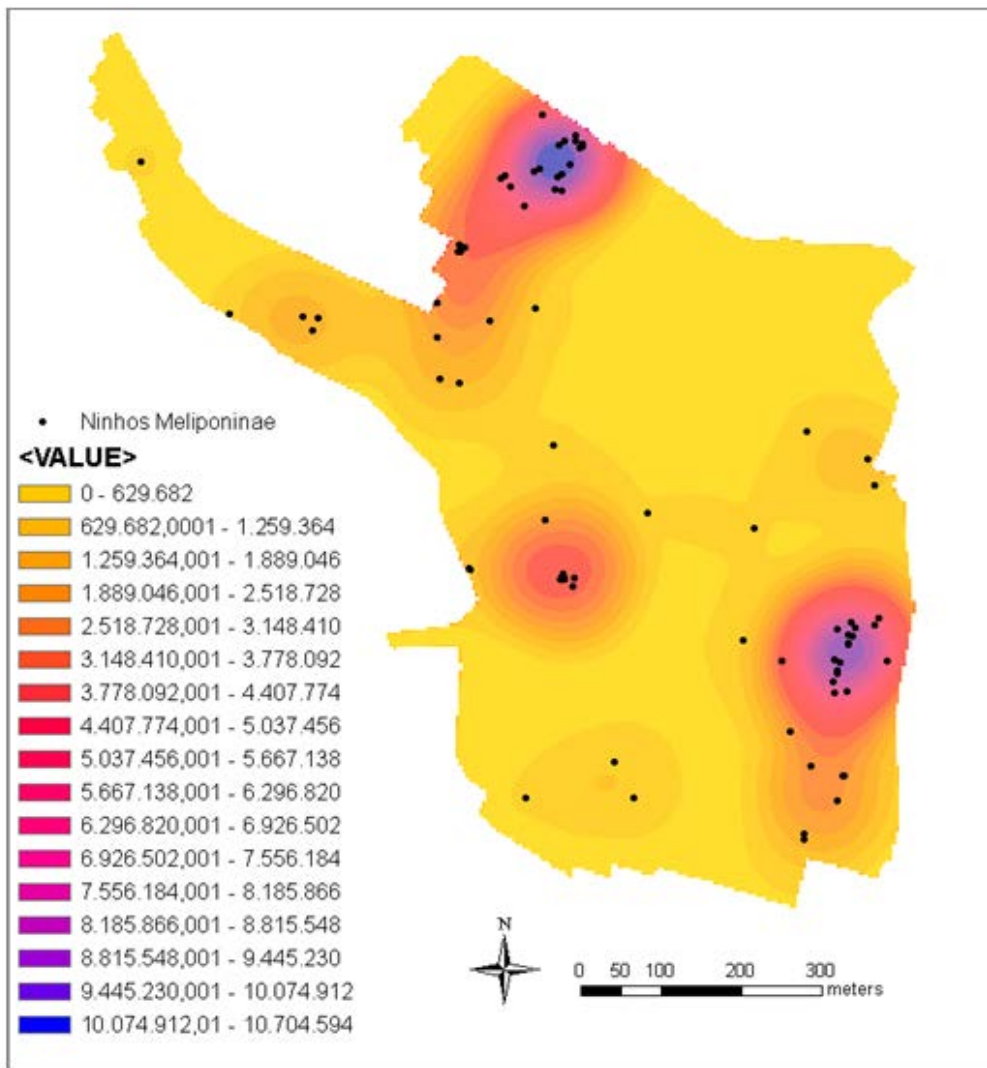 Ninhos Meliponinae
<VALUE>
0 - 629.682
629.682,0001 - 1.259.364
1.259.364,001 - 1.889.046
1.889.046,001 - 2.518.728
2.518.728,001 - 3.148.410
3.148.410,001 - 3.778.092
3.778.092,001 - 4.407.774
4.407.774,001 - 5.037.456
5.037.456,001 - 5.667.138
5.667.138,001 - 6.296.820
6.296.820,001 - 6.926.502
6.926.502,001 - 7.556.184
7.556.184,001 - 8.185.866
8.185.866,001 - 8.815.548
8.815.548,001 - 9.445.230
9.445.230,001 - 10.074.912
10.074.912,01 - 10.704.594
N
0 50 100 200 300
meters